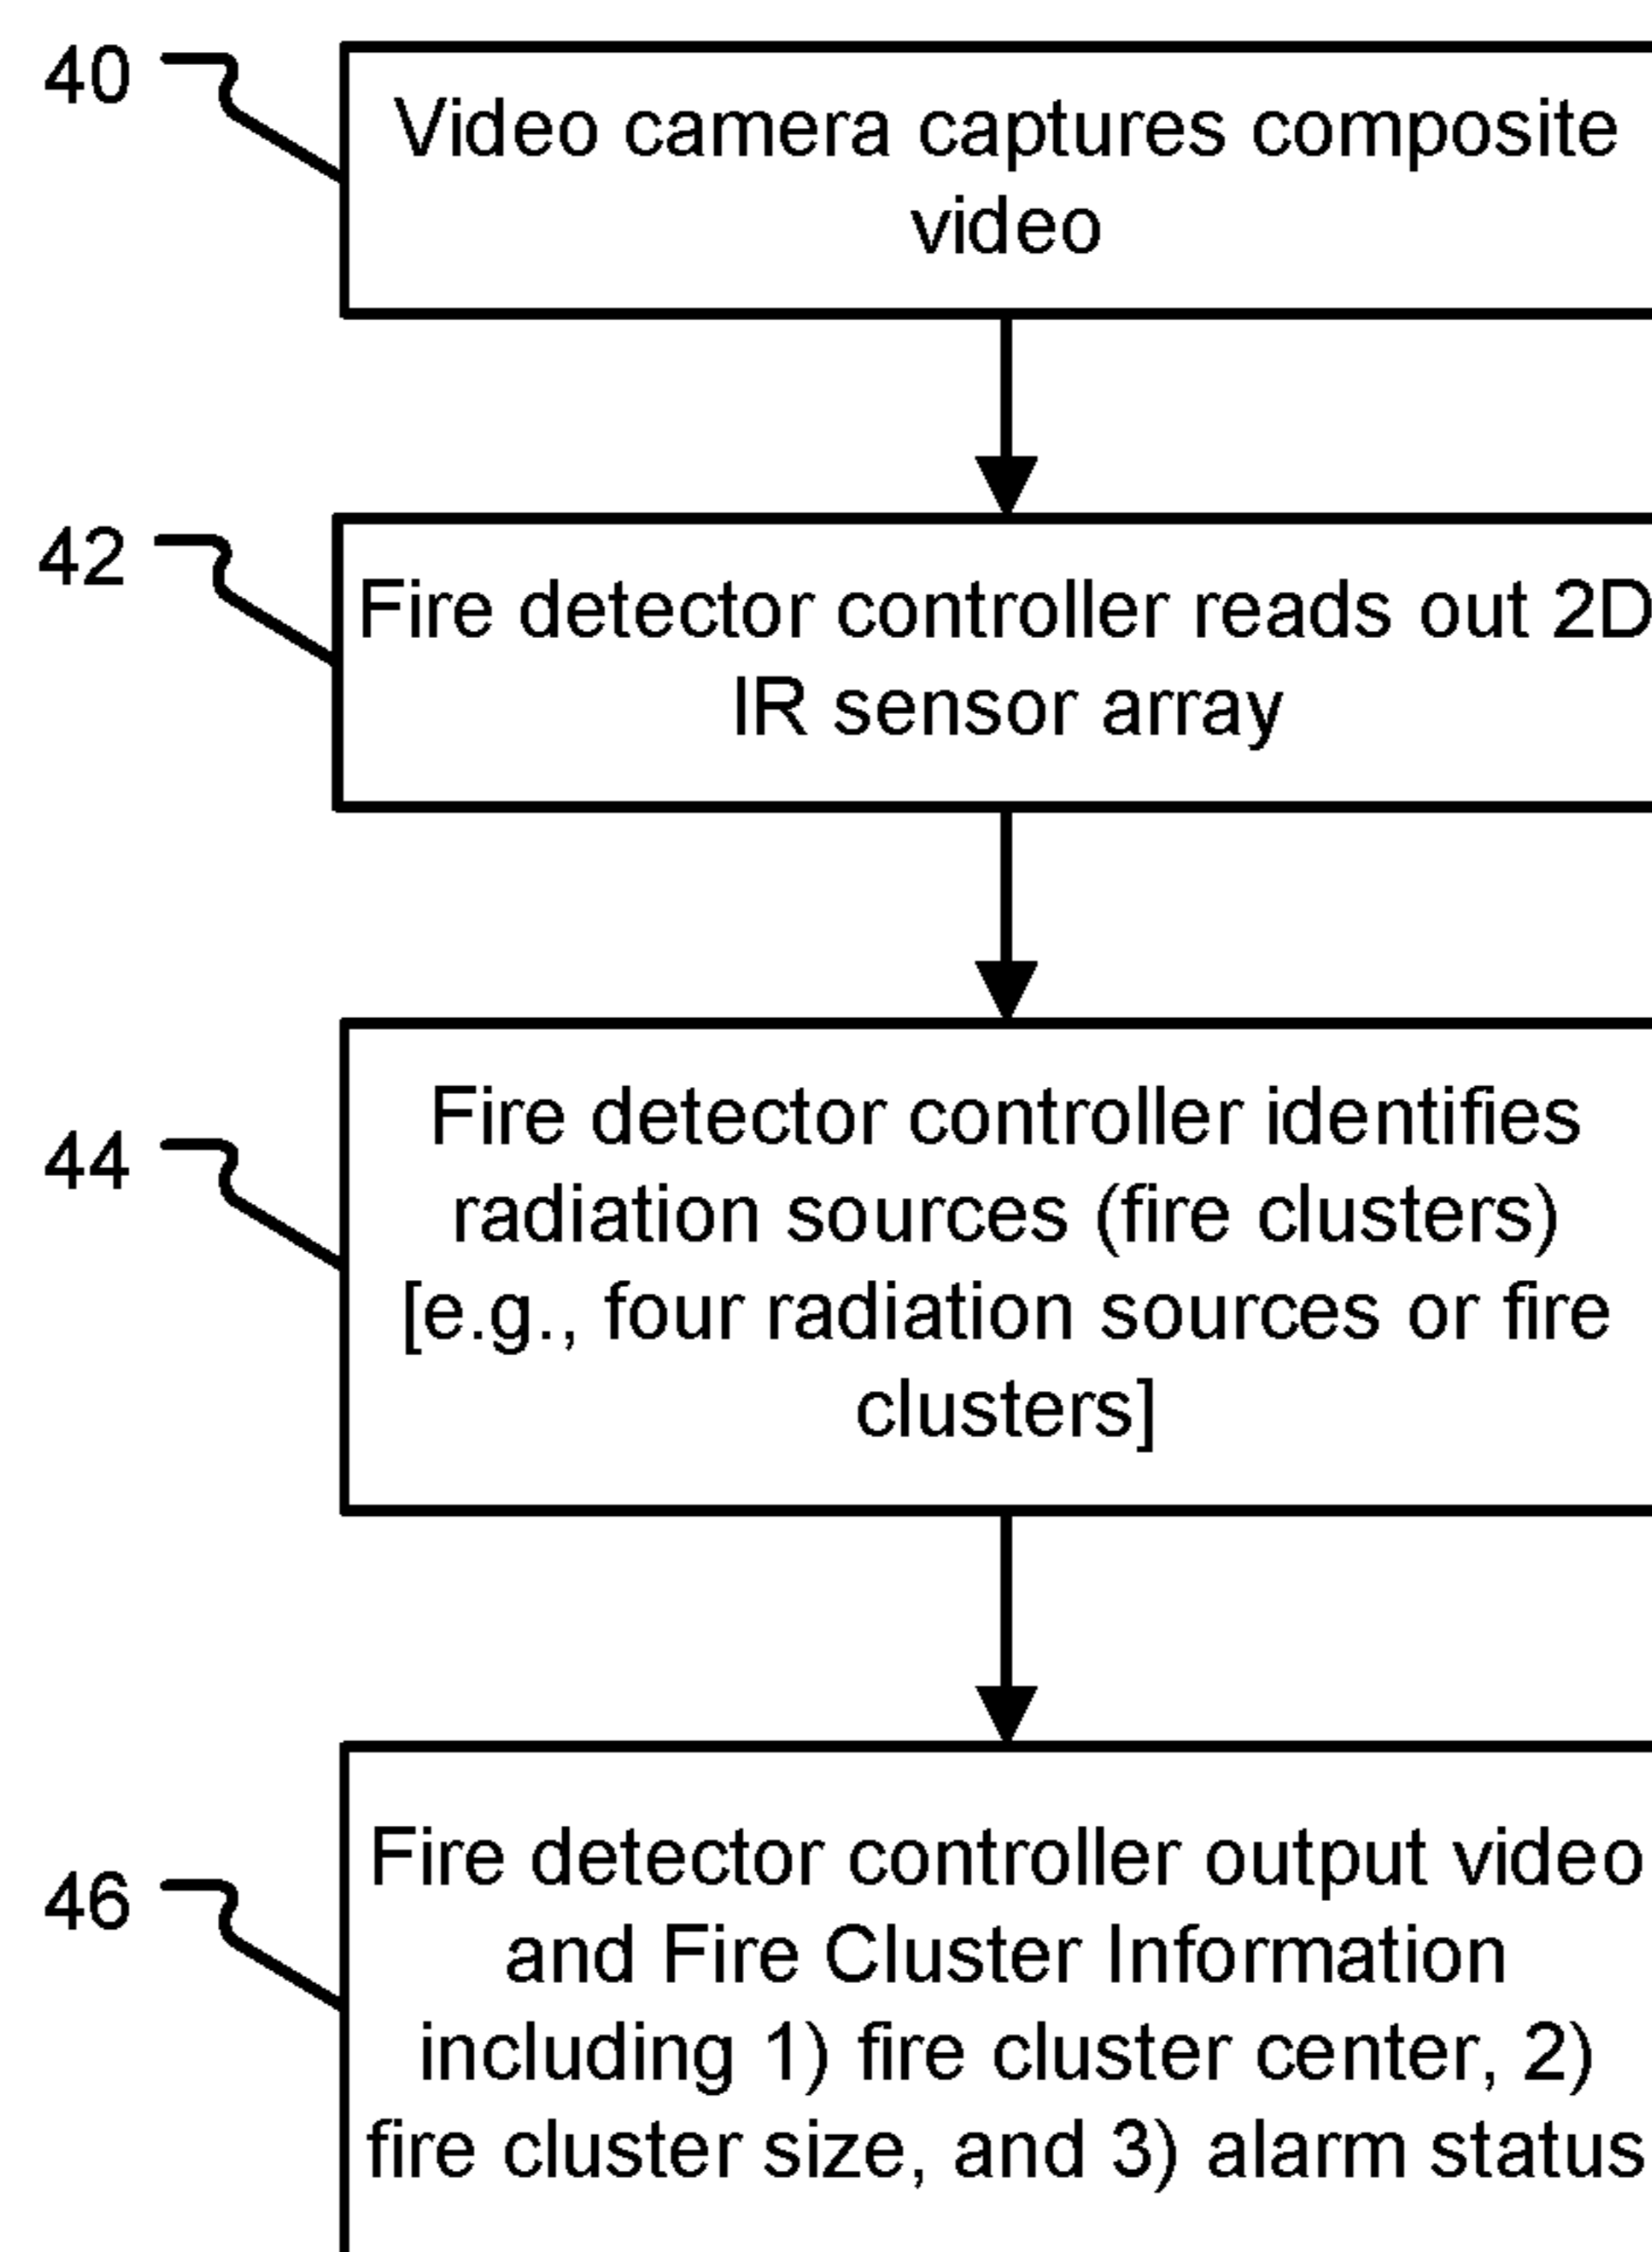 40
Video camera captures composite
video
42
Fire detector controller reads out 2D
IR sensor array
44
Fire detector controller identifies
radiation sources (fire clusters)
[e.g., four radiation sources or fire
clusters]
46
Fire detector controller output video
and Fire Cluster Information
including 1) fire cluster center, 2)
fire cluster size, and 3) alarm status